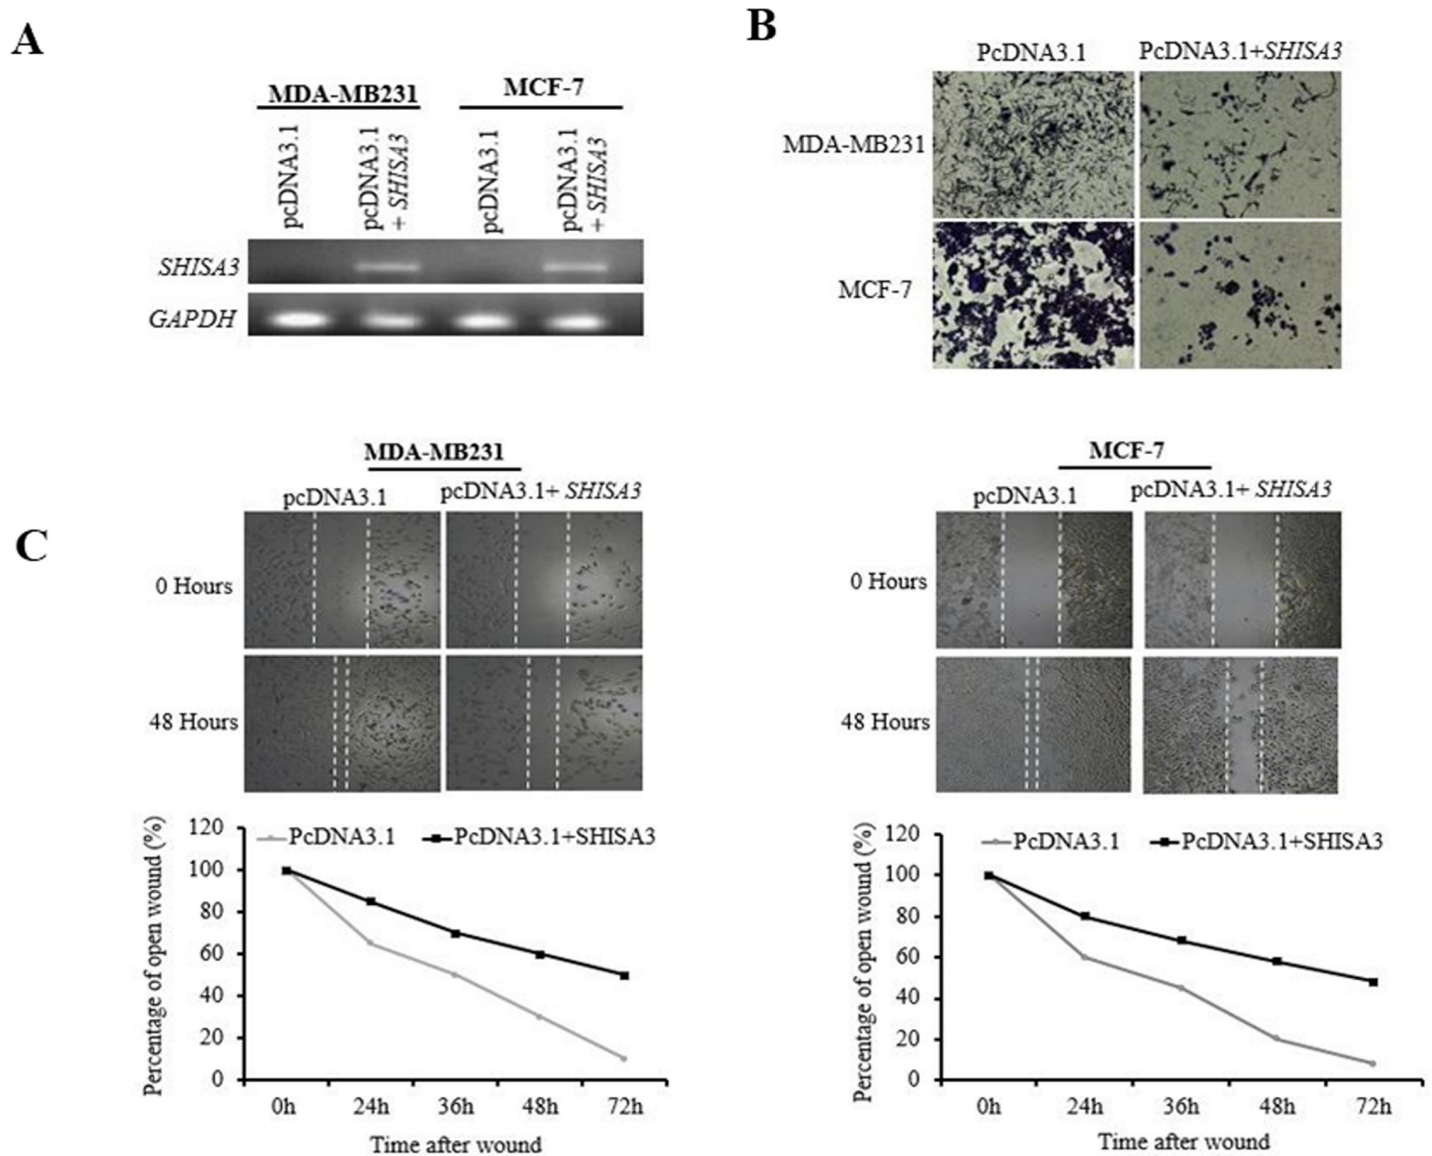 A
MDA-MB231
MCF-7
pcDNA3.1
pcDNA3.1
+ SHISA3
pcDNA3.1
pcDNA3.1
+ SHISA3
SHISA3
GAPDH
B
PcDNA3.1
PcDNA3.1+SHISA3
MDA-MB231
MCF-7
C
MDA-MB231
pcDNA3.1
pcDNA3.1+ SHISA3
0 Hours
48 Hours
Percentage of open wound (%)
PcDNA3.1
PcDNA3.1+SHISA3
120
100
80
60
40
20
0
0h 24h 36h 48h 72h
Time after wound
MCF-7
pcDNA3.1
pcDNA3.1+ SHISA3
0 Hours
48 Hours
Percentage of open wound (%)
PcDNA3.1
PcDNA3.1+SHISA3
120
100
80
60
40
20
0
0h 24h 36h 48h 72h
Time after wound